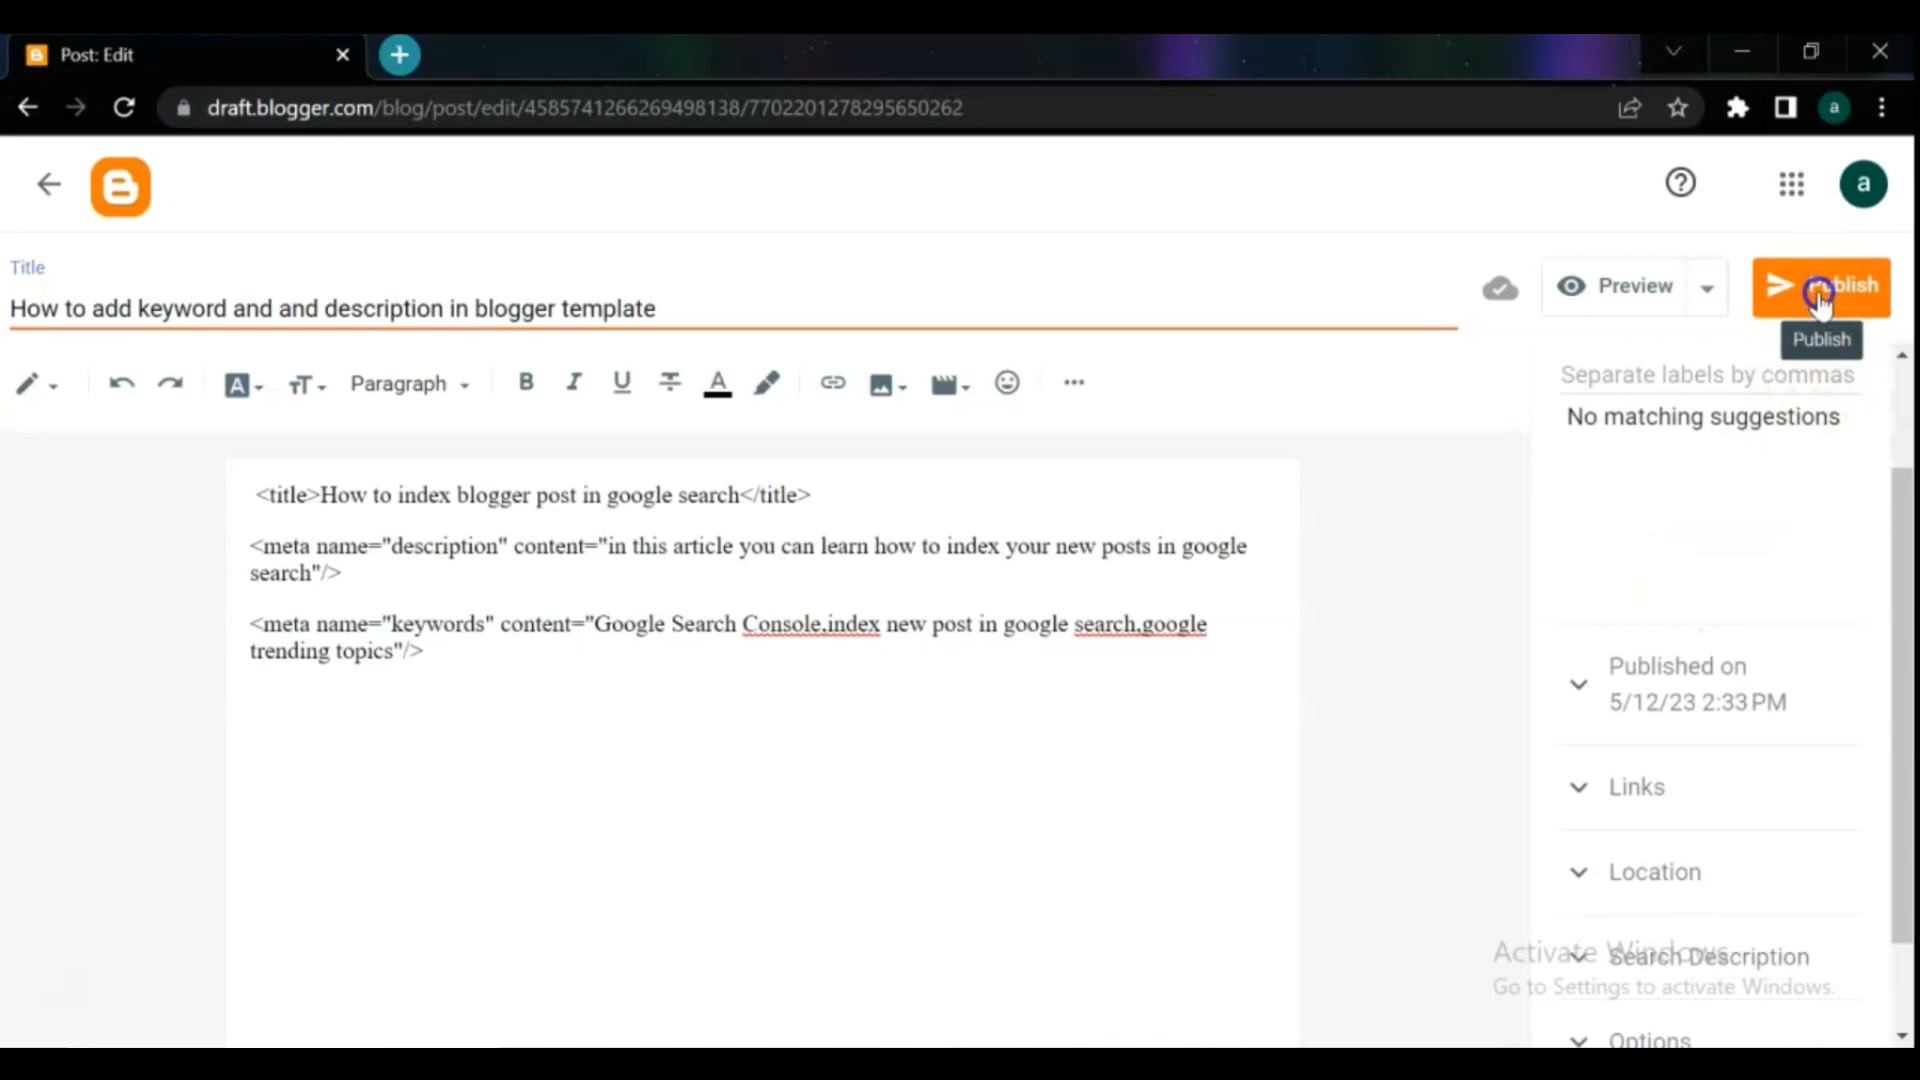 Post: Edit
draft.blogger.com/blog/post/edit/4585741266269498138/7702201278295650262
a
a
Title
How to add keyword and and description in blogger template
Preview
Publish
Publish
Paragraph
B I U A
Separate labels by commas
No matching suggestions
<title>How to index blogger post in google search</title>
<meta name="description" content="in this article you can learn how to index your new posts in google
search"/>
<meta name="keywords" content="Google Search Console,index new post in google search,google
trending topics"/>
Published on
5/12/23 2:33 PM
Links
Location
Activate Windows
Search Description
Go to Settings to activate Windows.
Options